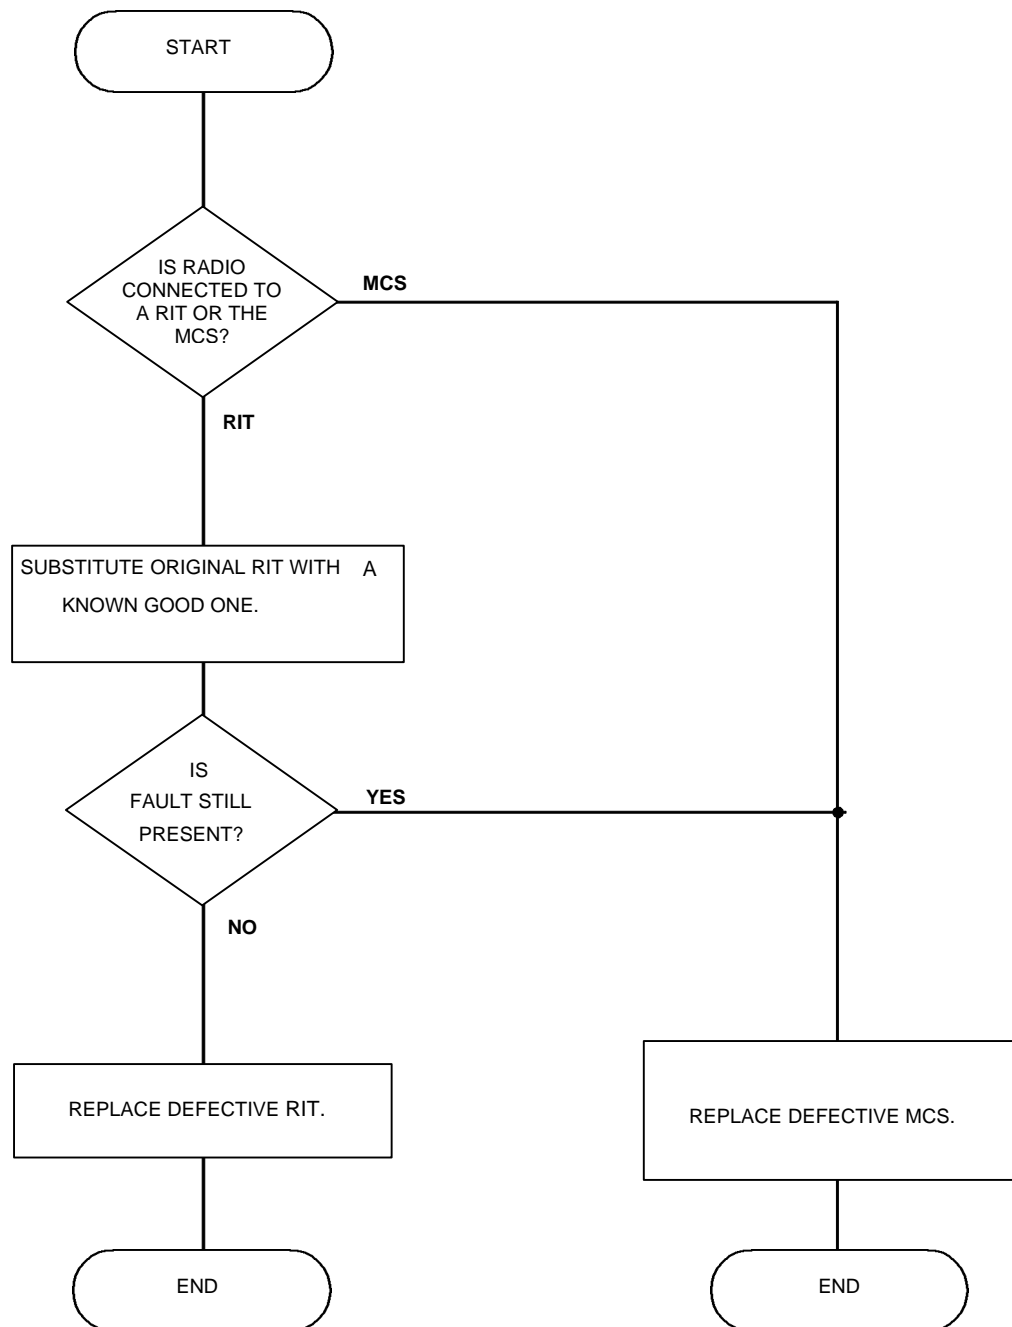 START
IS RADIO
CONNECTED TO
A RIT OR THE
MCS?
MCS
RIT
SUBSTITUTE ORIGINAL RIT WITH A
KNOWN GOOD ONE.
IS
FAULT STILL
PRESENT?
YES
NO
REPLACE DEFECTIVE RIT.
REPLACE DEFECTIVE MCS.
END
END